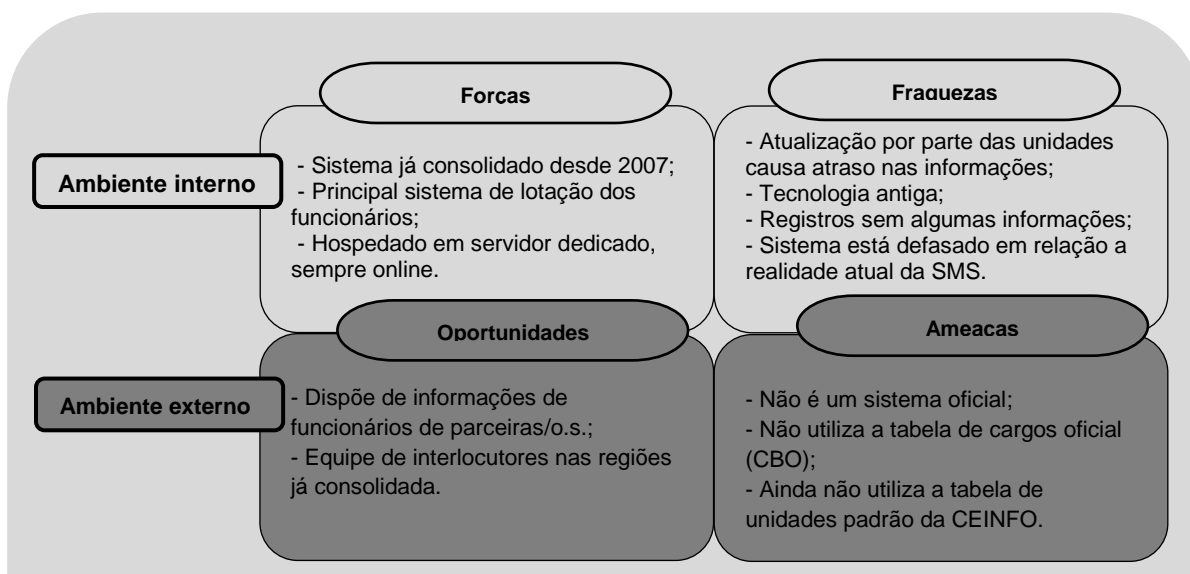 Forças
Fraquezas
Ambiente interno
- Sistema já consolidado desde 2007;
- Principal sistema de lotação dos
funcionários;
- Hospedado em servidor dedicado,
sempre online.
- Atualização por parte das unidades
causa atraso nas informações;
- Tecnologia antiga;
- Registros sem algumas informações;
- Sistema está defasado em relação a
realidade atual da SMS.
Oportunidades
Ameaças
Ambiente externo
- Dispõe de informações de
funcionários de parceiras/o.s.;
- Equipe de interlocutores nas regiões
já consolidada.
- Não é um sistema oficial;
- Não utiliza a tabela de cargos oficial
(CBO);
- Ainda não utiliza a tabela de
unidades padrão da CEINFO.